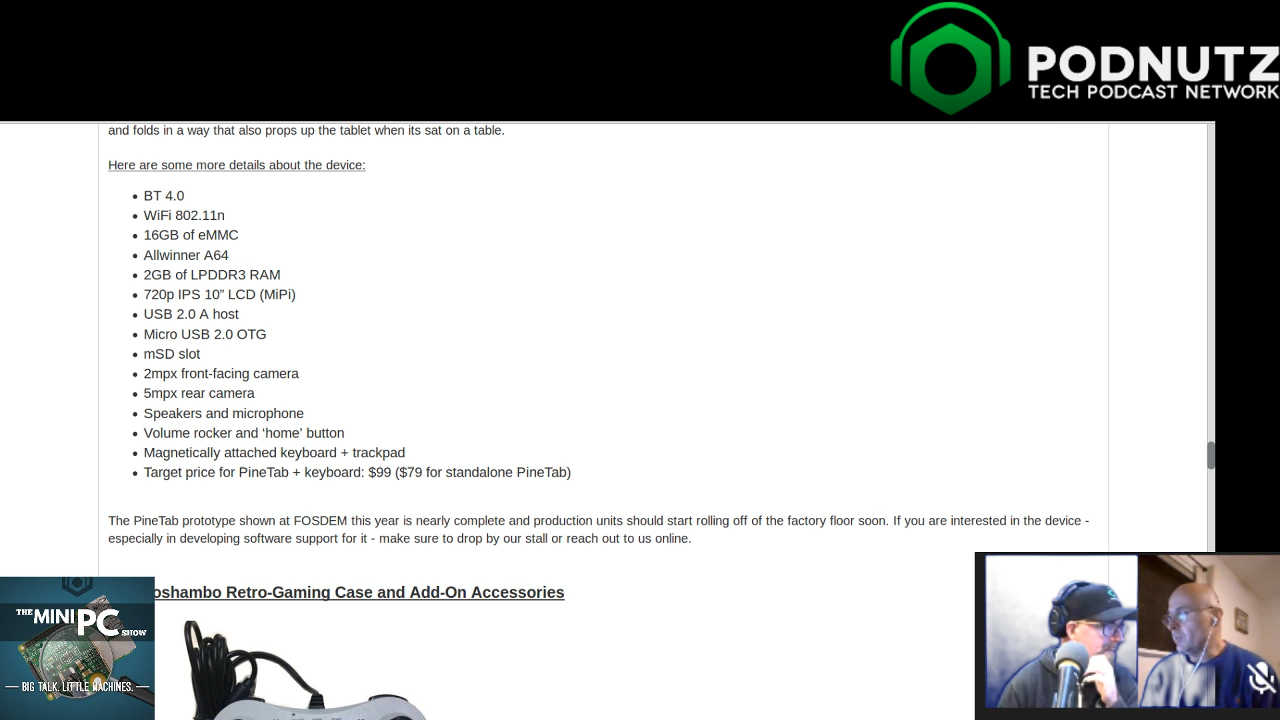 PODNUTZ
TECH PODCAST NETWORK
and folds in a way that also props up the tablet when its sat on a table.
Here are some more details about the device:
• BT 4.0
• WiFi 802.11n
• 16GB of eMMC
• Allwinner A64
• 2GB of LPDDR3 RAM
• 720p IPS 10” LCD (MiPi)
• USB 2.0 A host
• Micro USB 2.0 OTG
• mSD slot
• 2mpx front-facing camera
• 5mpx rear camera
• Speakers and microphone
• Volume rocker and ‘home’ button
• Magnetically attached keyboard + trackpad
• Target price for PineTab + keyboard: $99 ($79 for standalone PineTab)
The PineTab prototype shown at FOSDEM this year is nearly complete and production units should start rolling off of the factory floor soon. If you are interested in the device -
especially in developing software support for it - make sure to drop by our stall or reach out to us online.
oshambo Retro-Gaming Case and Add-On Accessories
THE MINI PC SHOW
BIG TALK. LITTLE MACHINES.